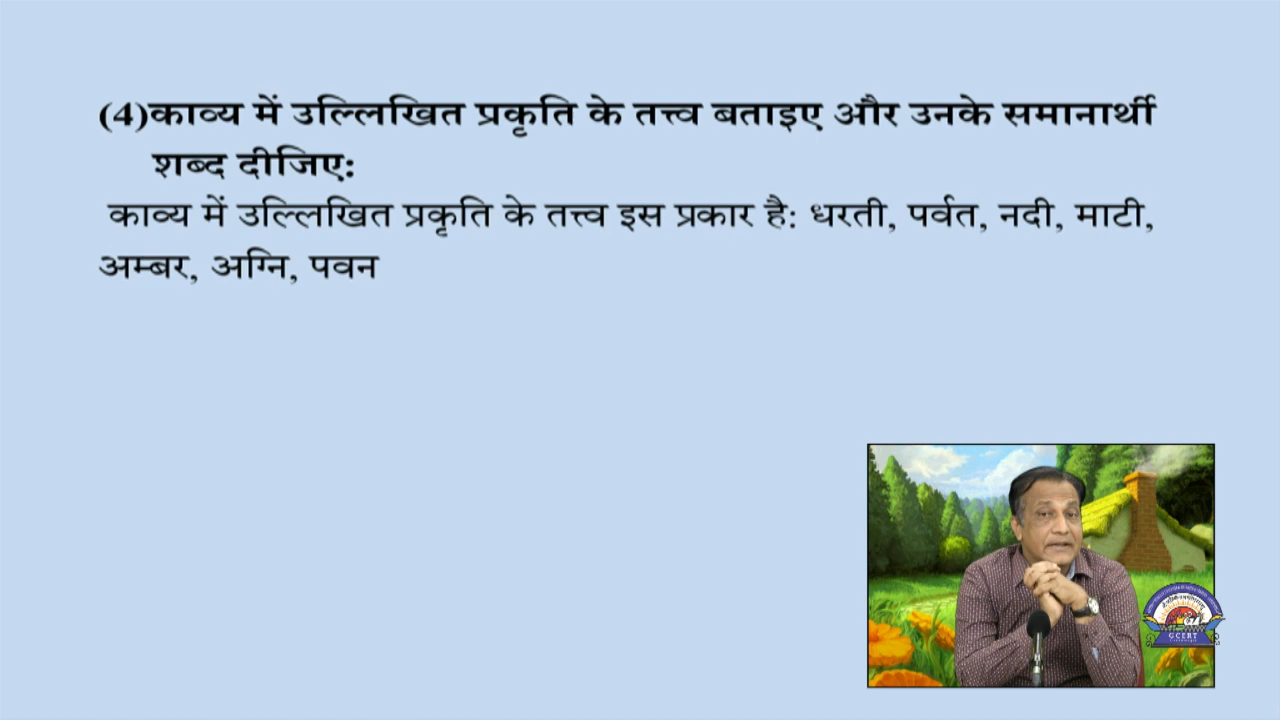 (4)काव्य में उल्लिखित प्रकृति के तत्त्व बताइए और उनके समानार्थी
शब्द दीजिए:
काव्य में उल्लिखित प्रकृति के तत्त्व इस प्रकार है: धरती, पर्वत, नदी, माटी,
अम्बर, अग्नि, पवन
GCERT